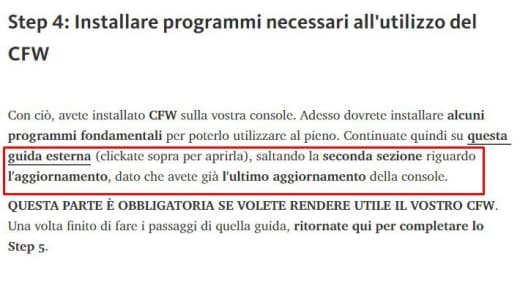 Step 4: Installare programmi necessari all'utilizzo del
CFW
Con ciò, avete installato CFW sulla vostra console. Adesso dovrete installare alcuni
programmi fondamentali per poterlo utilizzare al pieno. Continuate quindi su questa
guida esterna (clickate sopra per aprirla), saltando la seconda sezione riguardo
l'aggiornamento, dato che avete già l'ultimo aggiornamento della console.
QUESTA PARTE È OBBLIGATORIA SE VOLETE RENDERE UTILE IL VOSTRO CFW.
Una volta finito di fare i passaggi di quella guida, ritornate qui per completare lo
Step 5.